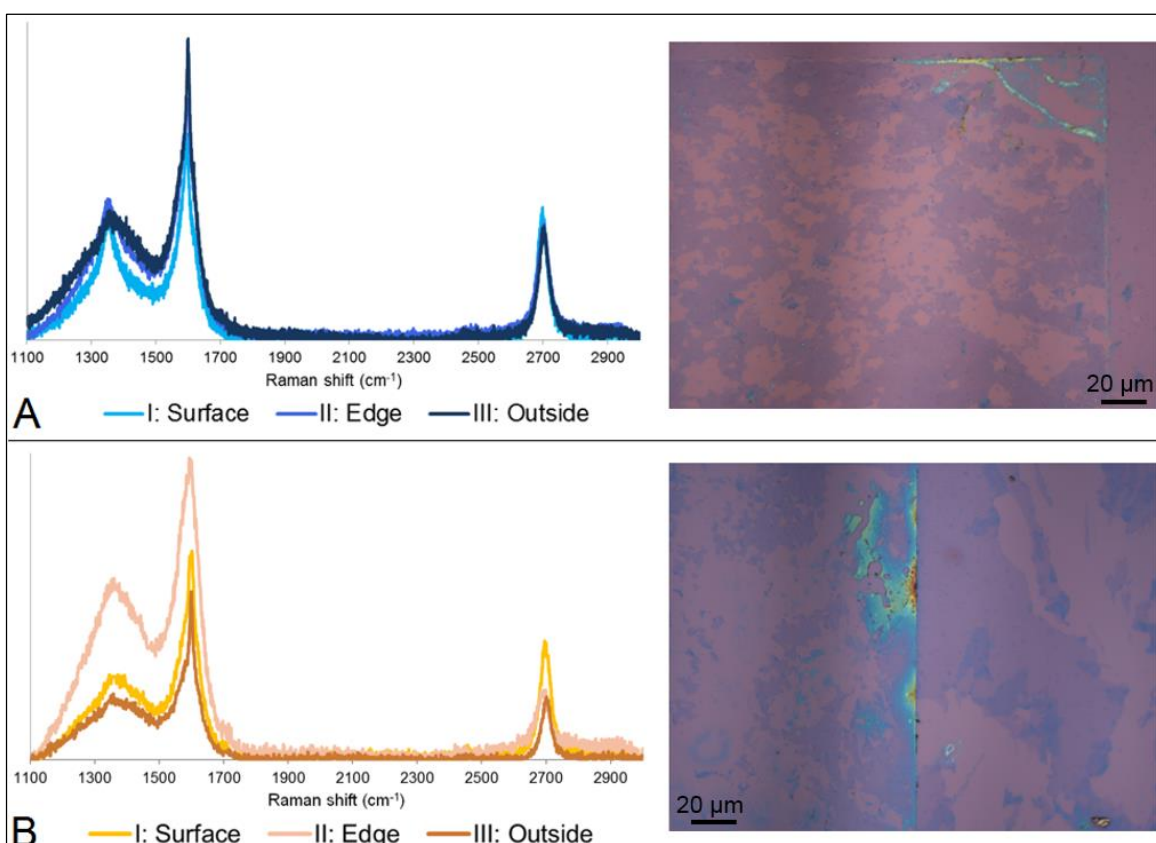 1100 1300 1500 1700 1900 2100 2300 2500 2700 2900
Raman shift (cm-1)
A
I: Surface II: Edge III: Outside
20 µm
1100 1300 1500 1700 1900 2100 2300 2500 2700 2900
Raman shift (cm-1)
B
I: Surface II: Edge III: Outside
20 µm